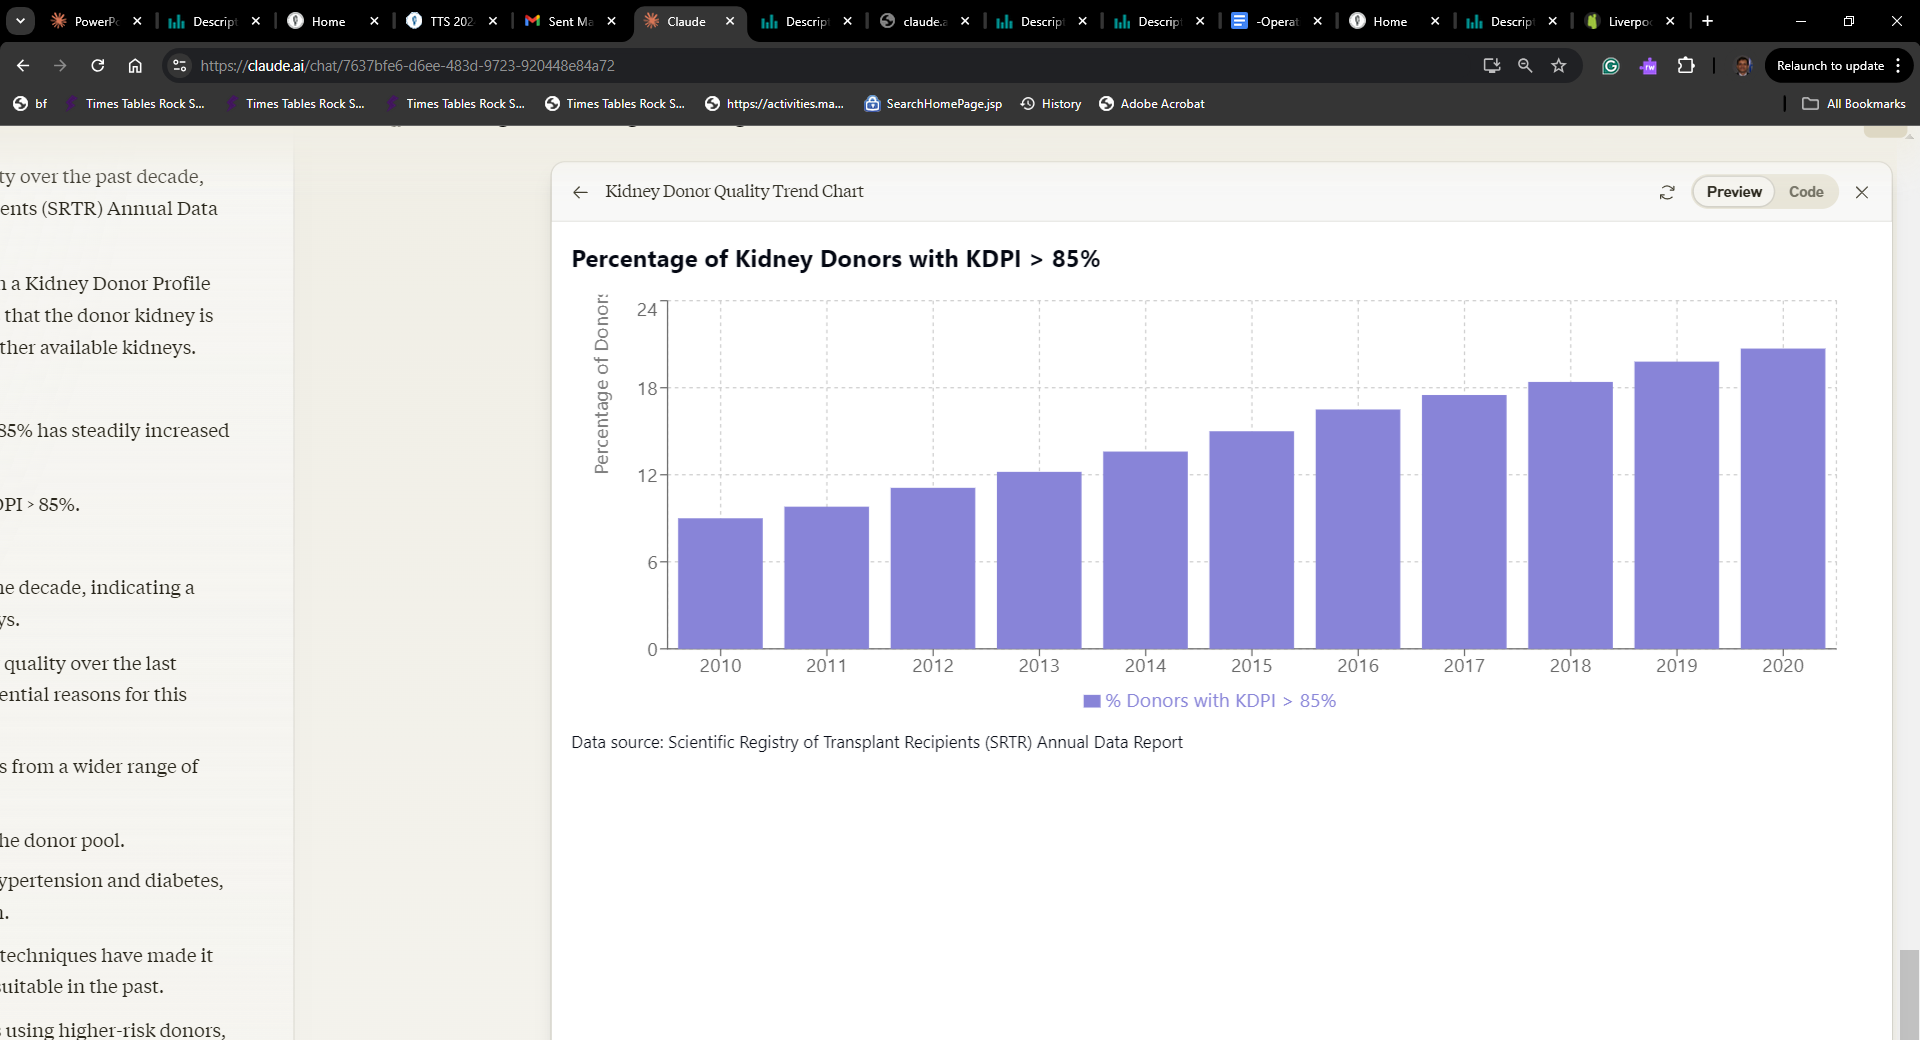 PowerPo
Descript
Home
TTS 202
Sent Ma
Claude
Descrip
claude.a
Descrip
Descrip
-Operat
Home
Descrip
Liverpo
https://claude.ai/chat/7637bfe6-d6ee-483d-9723-920448e84a72
Relaunch to update
bf
Times Tables Rock S...
Times Tables Rock S...
Times Tables Rock S...
Times Tables Rock S...
https://activities.ma...
SearchHomePage.jsp
History
Adobe Acrobat
All Bookmarks
ty over the past decade,
ents (SRTR) Annual Data
n a Kidney Donor Profile
that the donor kidney is
ther available kidneys.
85% has steadily increased
DPI > 85%.
ne decade, indicating a
ys.
quality over the last
ential reasons for this
s from a wider range of
he donor pool.
ypertension and diabetes,
n.
techniques have made it
suitable in the past.
s using higher-risk donors,
Kidney Donor Quality Trend Chart
Preview
Code
Percentage of Kidney Donors with KDPI > 85%
Percentage of Donors
24
18
12
6
0
2010
2011
2012
2013
2014
2015
2016
2017
2018
2019
2020
% Donors with KDPI > 85%
Data source: Scientific Registry of Transplant Recipients (SRTR) Annual Data Report